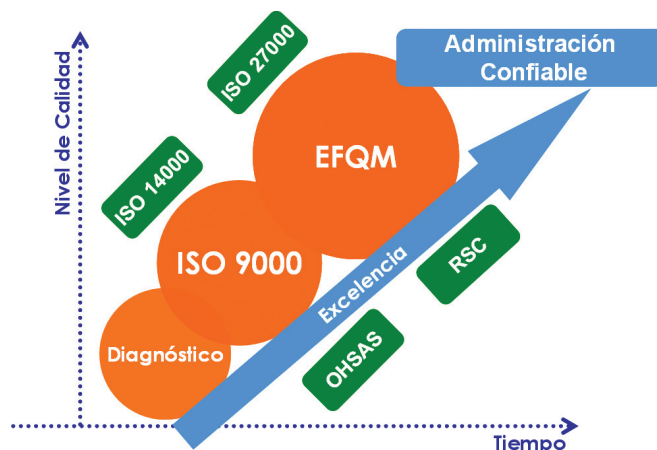 Administración
Confiable
ISO 27000
Nivel de Calidad
EFQM
ISO 14000
ISO 9000
RSC
Excelencia
Diagnóstico
OHSAS
Tiempo